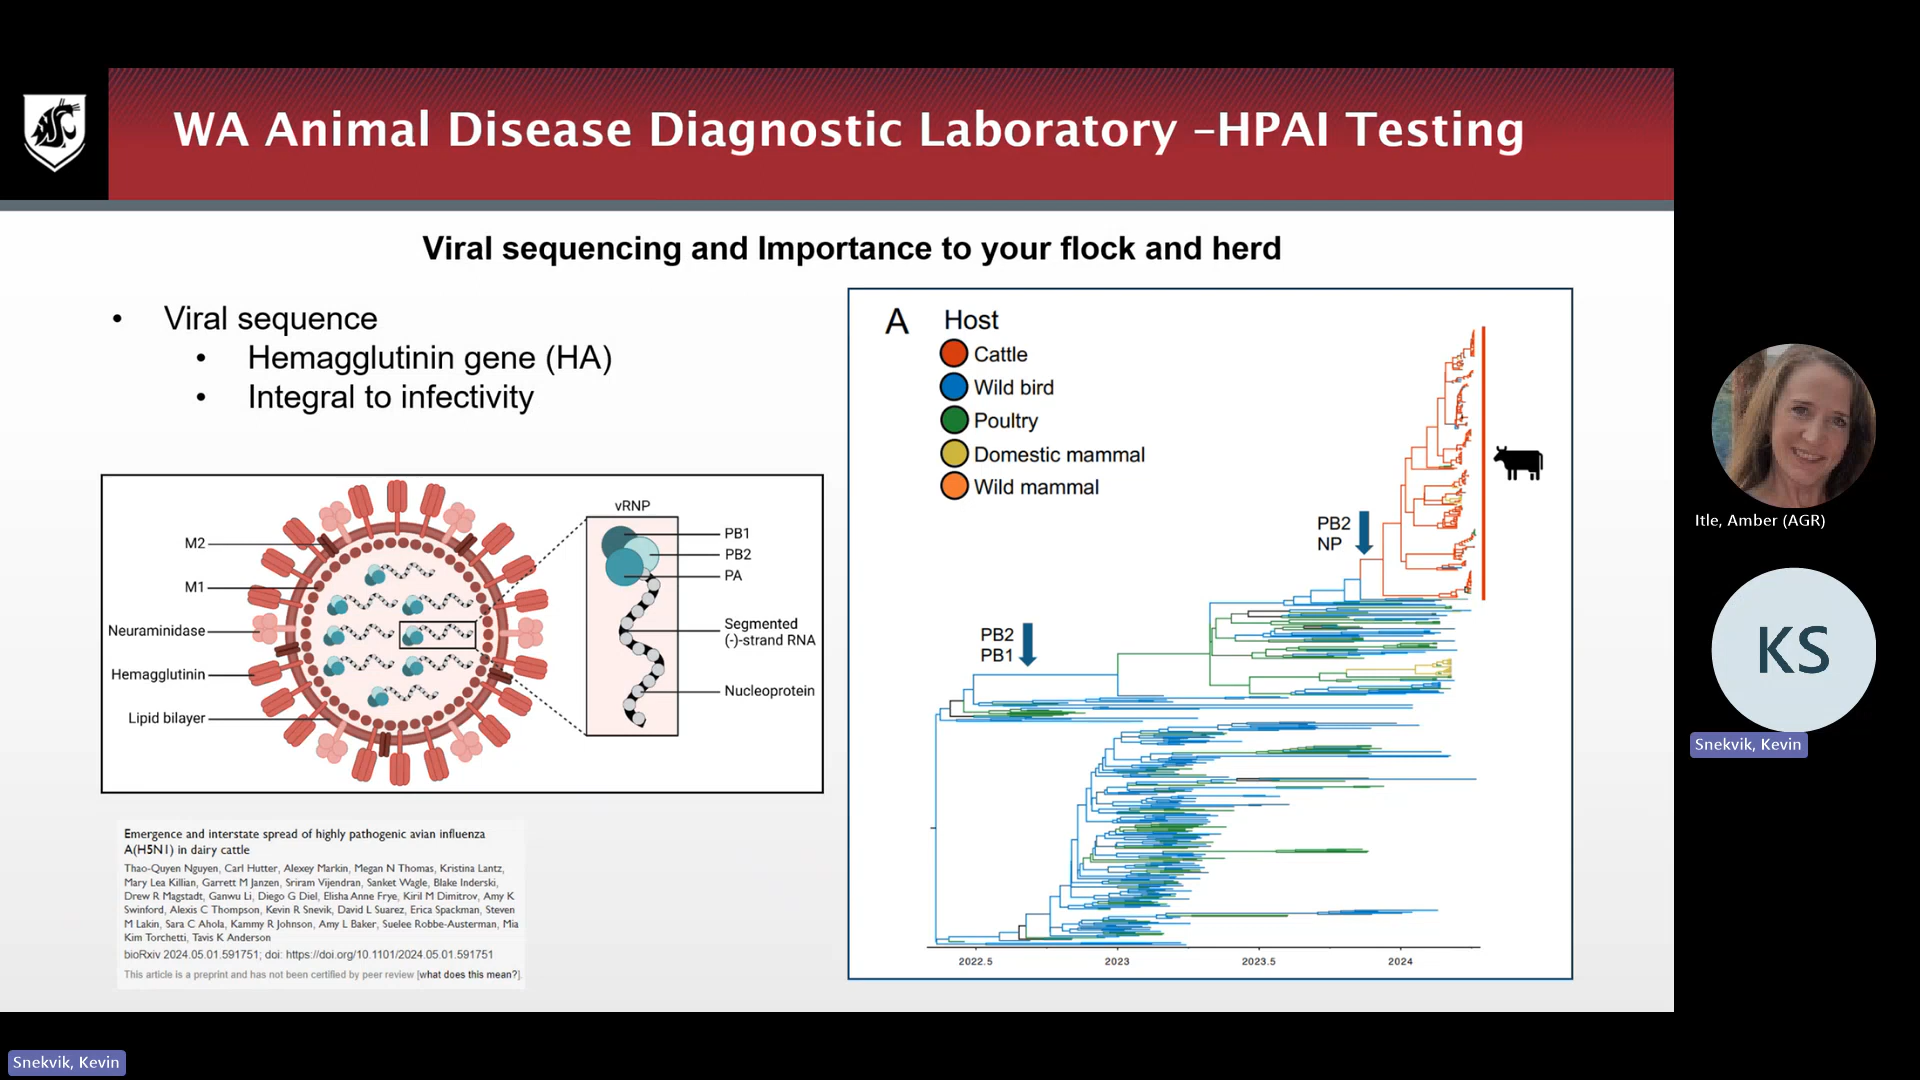 WA Animal Disease Diagnostic Laboratory –HPAI Testing
Viral sequencing and Importance to your flock and herd
• Viral sequence
• Hemagglutinin gene (HA)
• Integral to infectivity
M2
M1
Neuraminidase
Hemagglutinin
Lipid bilayer
vRNP
PB1
PB2
PA
Segmented
(-)-strand RNA
Nucleoprotein
Emergence and interstate spread of highly pathogenic avian influenza
A(H5N1) in dairy cattle
Thao-Quyen Nguyen, Carl Hutter, Alexey Markin, Megan N Thomas, Kristina Lantz,
Mary Lea Killian, Garrett M Janzen, Sriram Vijendran, Sanket Wagle, Blake Inderski,
Drew R Magstadt, Ganwu Li, Diego G Diel, Elisha Anne Frye, Kiril M Dimitrov, Amy K
Swinford, Alexis C Thompson, Kevin R Snevik, David L Suarez, Erica Spackman, Steven
M Lakin, Sara C Ahola, Kammy R Johnson, Amy L Baker, Suelee Robbe-Austerman, Mia
Kim Torchetti, Tavis K Anderson
bioRxiv 2024.05.01.591751; doi: https://doi.org/10.1101/2024.05.01.591751
This article is a preprint and has not been certified by peer review [what does this mean?].
A Host
Cattle
Wild bird
Poultry
Domestic mammal
Wild mammal
PB2
NP
PB2
PB1
2022.5 2023 2023.5 2024
Itle, Amber (AGR)
KS
Snekvik, Kevin
Snekvik, Kevin